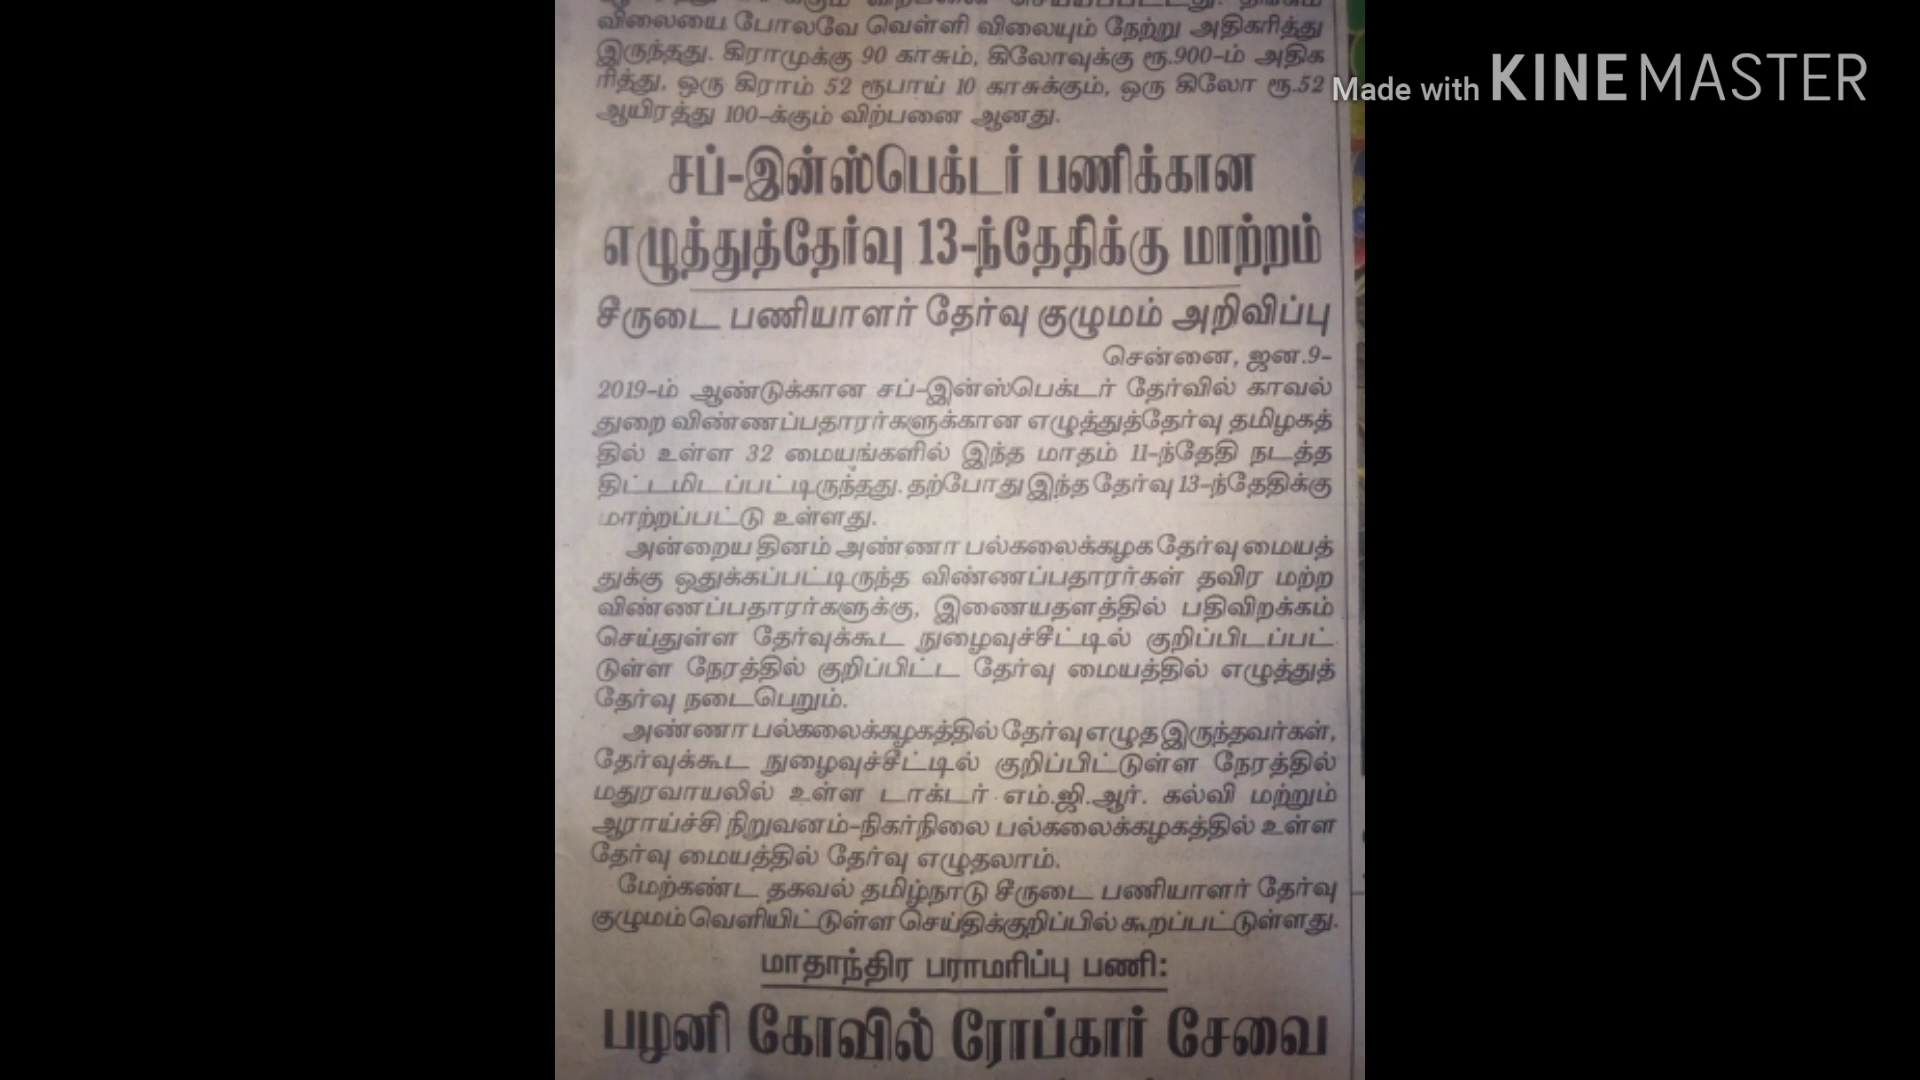 விலையை போலவே வெள்ளி விலையும் நேற்று அதிகரித்து
இருந்தது. கிராமுக்கு 90 காசும், கிலோவுக்கு ரூ.900-ம் அதிக
ரித்து, ஒரு கிராம் 52 ரூபாய் 10 காசுக்கும், ஒரு கிலோ ரூ.52
ஆயிரத்து 100-க்கும் விற்பனை ஆனது.
Made with KINEMASTER
சப்-இன்ஸ்பெக்டர் பணிக்கான
எழுத்துத்தேர்வு 13-ந்தேதிக்கு மாற்றம்
சீருடை பணியாளர் தேர்வு குழுமம் அறிவிப்பு
சென்னை, ஜன.9-
2019-ம் ஆண்டுக்கான சப்-இன்ஸ்பெக்டர் தேர்வில் காவல்
துறை விண்ணப்பதாரர்களுக்கான எழுத்துத்தேர்வு தமிழகத்
தில் உள்ள 32 மையங்களில் இந்த மாதம் 11-ந்தேதி நடத்த
திட்டமிடப்பட்டிருந்தது. தற்போது இந்த தேர்வு 13-ந்தேதிக்கு
மாற்றப்பட்டு உள்ளது.
அன்றைய தினம் அண்ணா பல்கலைக்கழக தேர்வு மையத்
துக்கு ஒதுக்கப்பட்டிருந்த விண்ணப்பதாரர்கள் தவிர மற்ற
விண்ணப்பதாரர்களுக்கு, இணையதளத்தில் பதிவிறக்கம்
செய்துள்ள தேர்வுக்கூட நுழைவுச்சீட்டில் குறிப்பிடப்பட்
டுள்ள நேரத்தில் குறிப்பிட்ட தேர்வு மையத்தில் எழுத்துத்
தேர்வு நடைபெறும்.
அண்ணா பல்கலைக்கழகத்தில் தேர்வு எழுத இருந்தவர்கள்,
தேர்வுக்கூட நுழைவுச்சீட்டில் குறிப்பிட்டுள்ள நேரத்தில்
மதுரவாயலில் உள்ள டாக்டர் எம்.ஜி.ஆர். கல்வி மற்றும்
ஆராய்ச்சி நிறுவனம்-நிகர்நிலை பல்கலைக்கழகத்தில் உள்ள
தேர்வு மையத்தில் தேர்வு எழுதலாம்.
மேற்கண்ட தகவல் தமிழ்நாடு சீருடை பணியாளர் தேர்வு
குழுமம் வெளியிட்டுள்ள செய்திக்குறிப்பில் கூறப்பட்டுள்ளது.
மாதாந்திர பராமரிப்பு பணி:
பழனி கோவில் ரோப்கார் சேவை